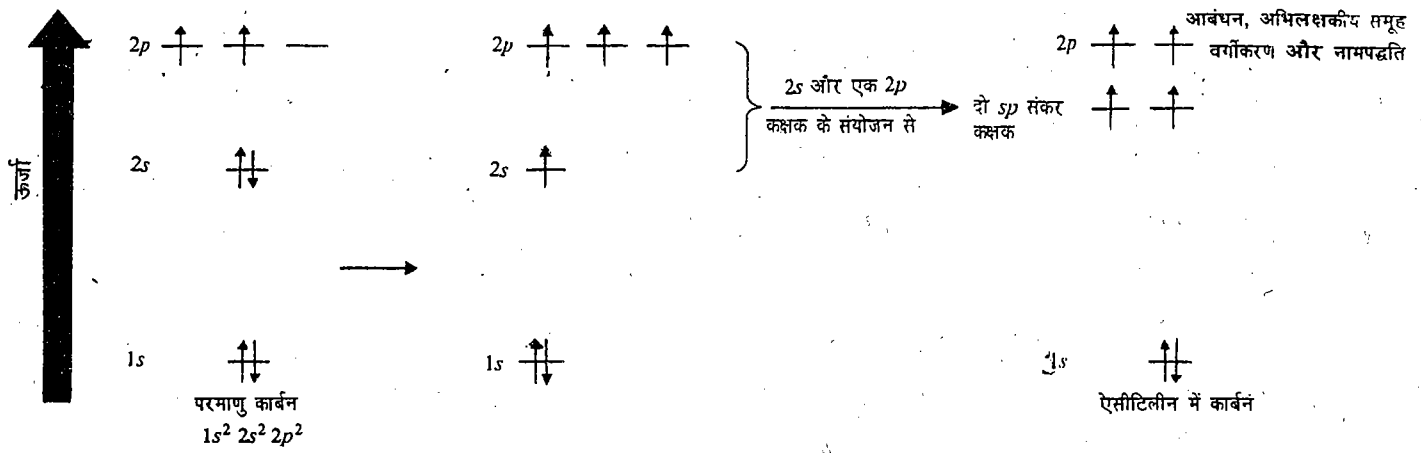 आबंधन, अभिलक्षकीय समूह
वर्गीकरण और नामपद्धति
ऊर्जा
2p
2s
1s
परमाणु कार्बन
1s² 2s² 2p²
2p
2s
1s
2s और एक 2p
कक्षक के संयोजन से
2p
दो sp संकर
कक्षक
1s
ऐसीटिलीन में कार्बन